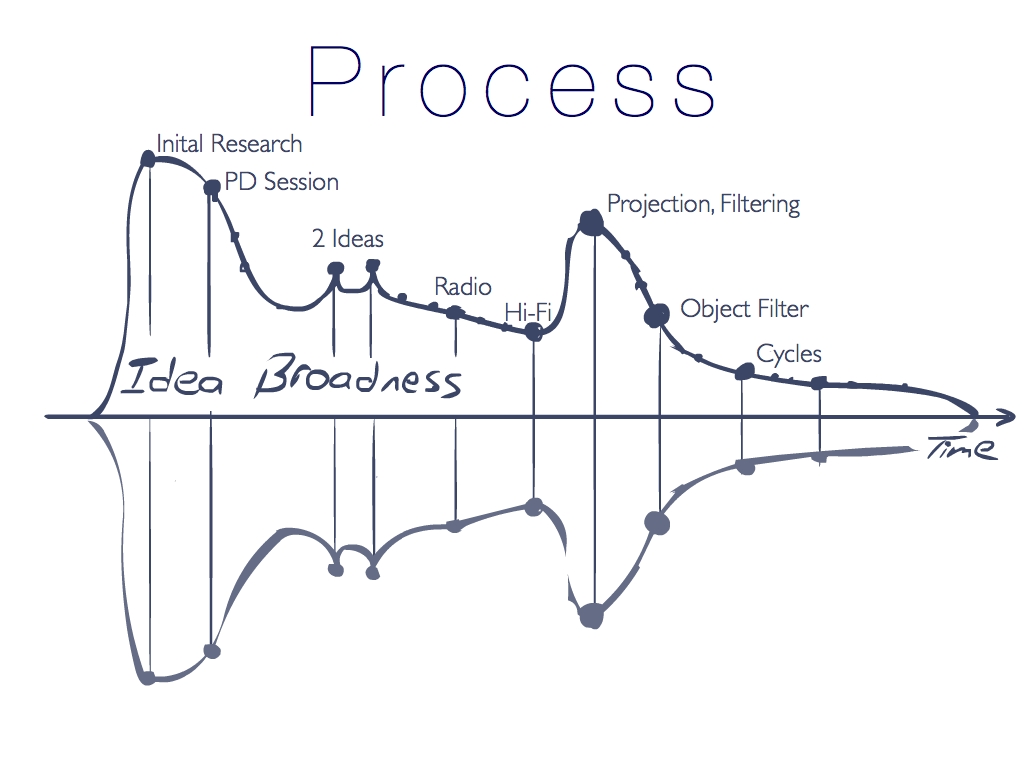 Process
Inital Research
PD Session
2 Ideas
Radio
Hi-Fi
Projection, Filtering
Object Filter
Cycles
Idea Broadness
Time